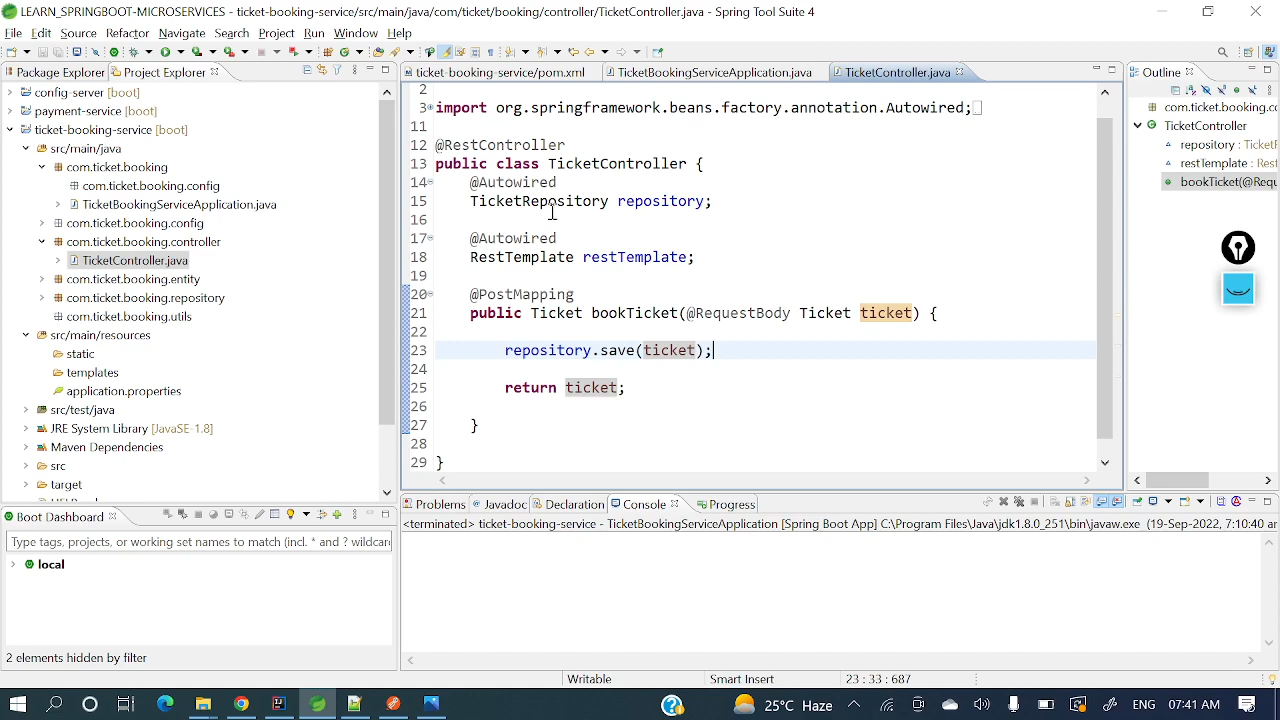 LEARN_SPRINGBOOT-MICROSERVICES - ticket-booking-service/src/main/java/com/ticket/booking/controller/TicketController.java - Spring Tool Suite 4
File Edit Source Refactor Navigate Search Project Run Window Help
Package Explorer Project Explorer
config-server [boot]
payment-service [boot]
ticket-booking-service [boot]
src/main/java
com.ticket.booking
com.ticket.booking.config
TicketBookingServiceApplication.java
com.ticket.booking.config
com.ticket.booking.controller
TicketController.java
com.ticket.booking.entity
com.ticket.booking.repository
com.ticket.booking.utils
src/main/resources
static
templates
application.properties
src/test/java
JRE System Library [JavaSE-1.8]
Maven Dependencies
src
target
Boot Dashboard
Type tags, projects, or working set names to match (incl. * and ? wildcar
local
2 elements hidden by filter
ticket-booking-service/pom.xml TicketBookingServiceApplication.java TicketController.java
2
3 import org.springframework.beans.factory.annotation.Autowired;
11
12 @RestController
13 public class TicketController {
14 @Autowired
15 TicketRepository repository;
16
17 @Autowired
18 RestTemplate restTemplate;
19
20 @PostMapping
21 public Ticket bookTicket(@RequestBody Ticket ticket) {
22
23 repository.save(ticket);
24
25 return ticket;
26
27 }
28
29 }
Outline
com.ticket.booking.co
TicketController
repository : TicketF
restTemplate : Rest
bookTicket(@Requ
Problems Javadoc Declaration Console Progress
<terminated> ticket-booking-service - TicketBookingServiceApplication [Spring Boot App] C:\Program Files\Java\jdk1.8.0_251\bin\javaw.exe (19-Sep-2022, 7:10:40 ar
Writable Smart Insert 23 : 33 : 687
25°C Haze ENG 07:41 AM